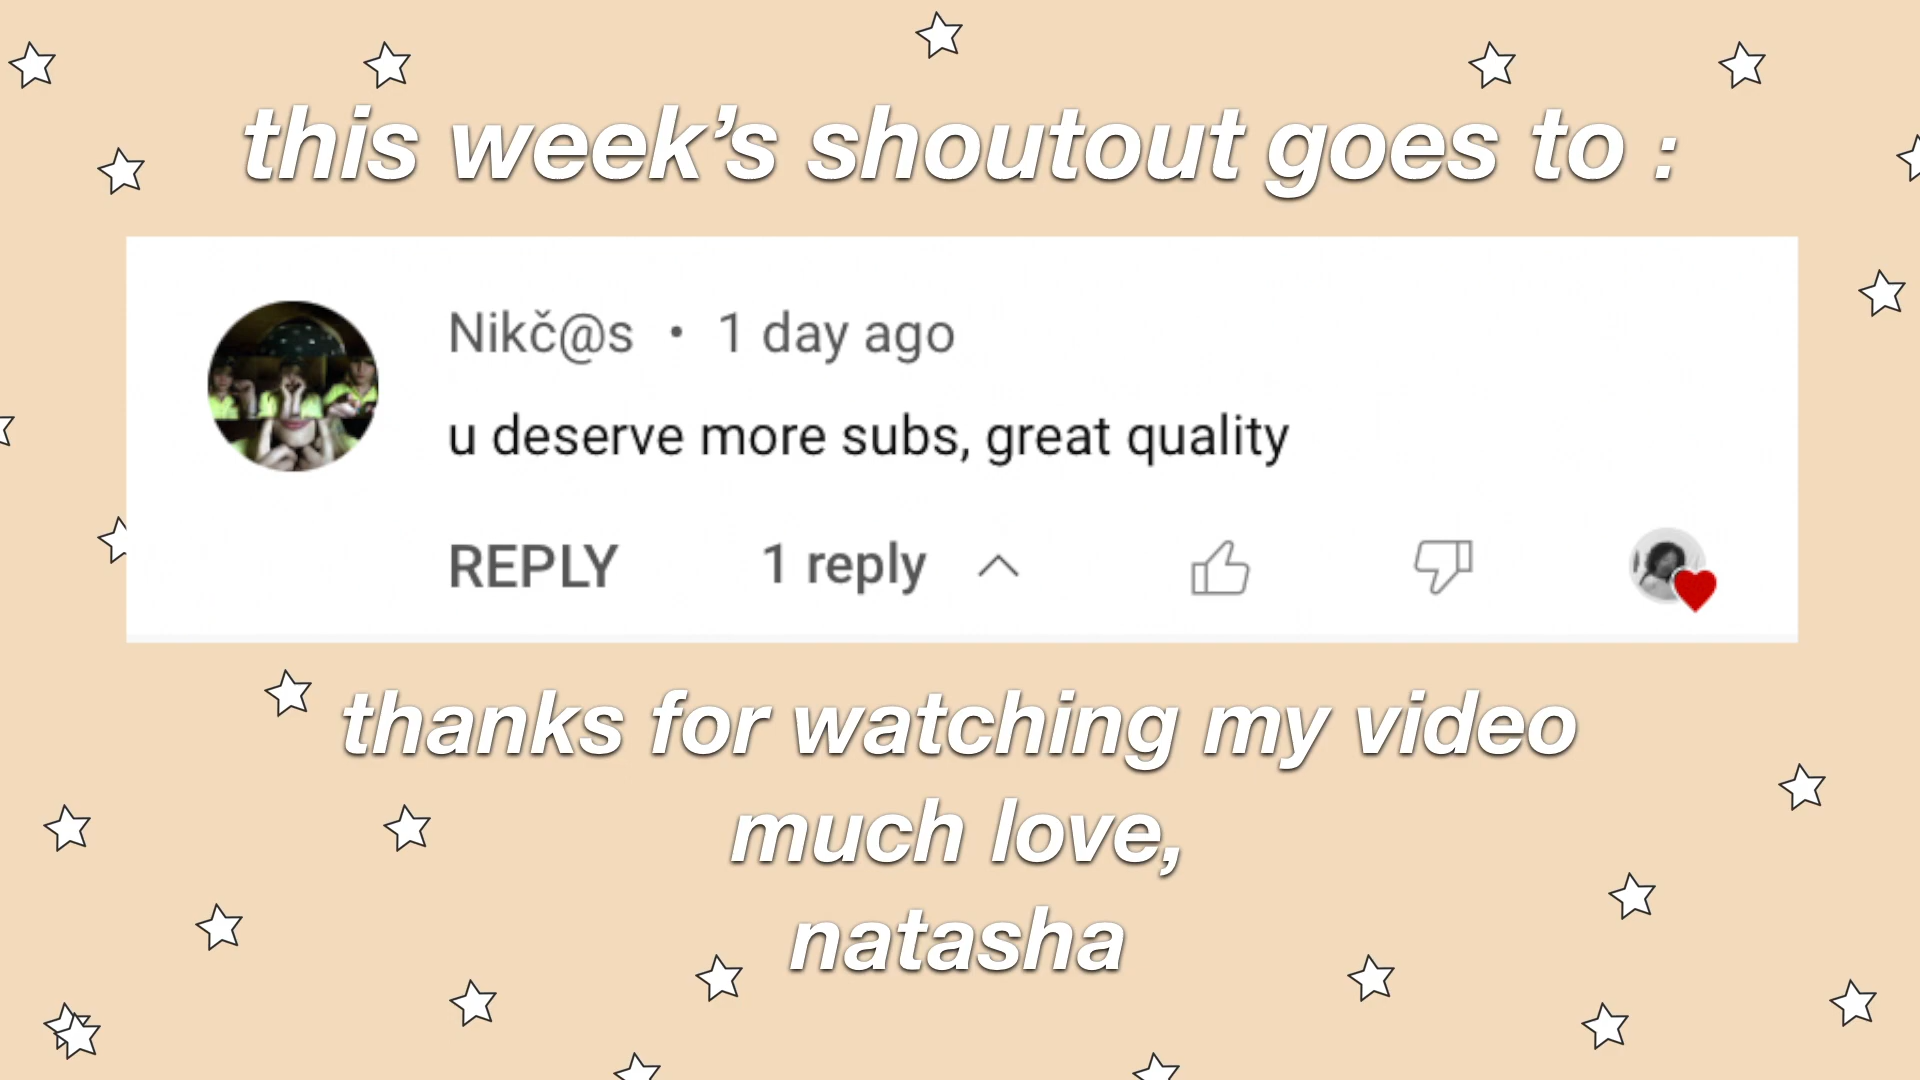 this week’s shoutout goes to :
Nikč@s • 1 day ago
u deserve more subs, great quality
REPLY 1 reply
thanks for watching my video
much love,
natasha